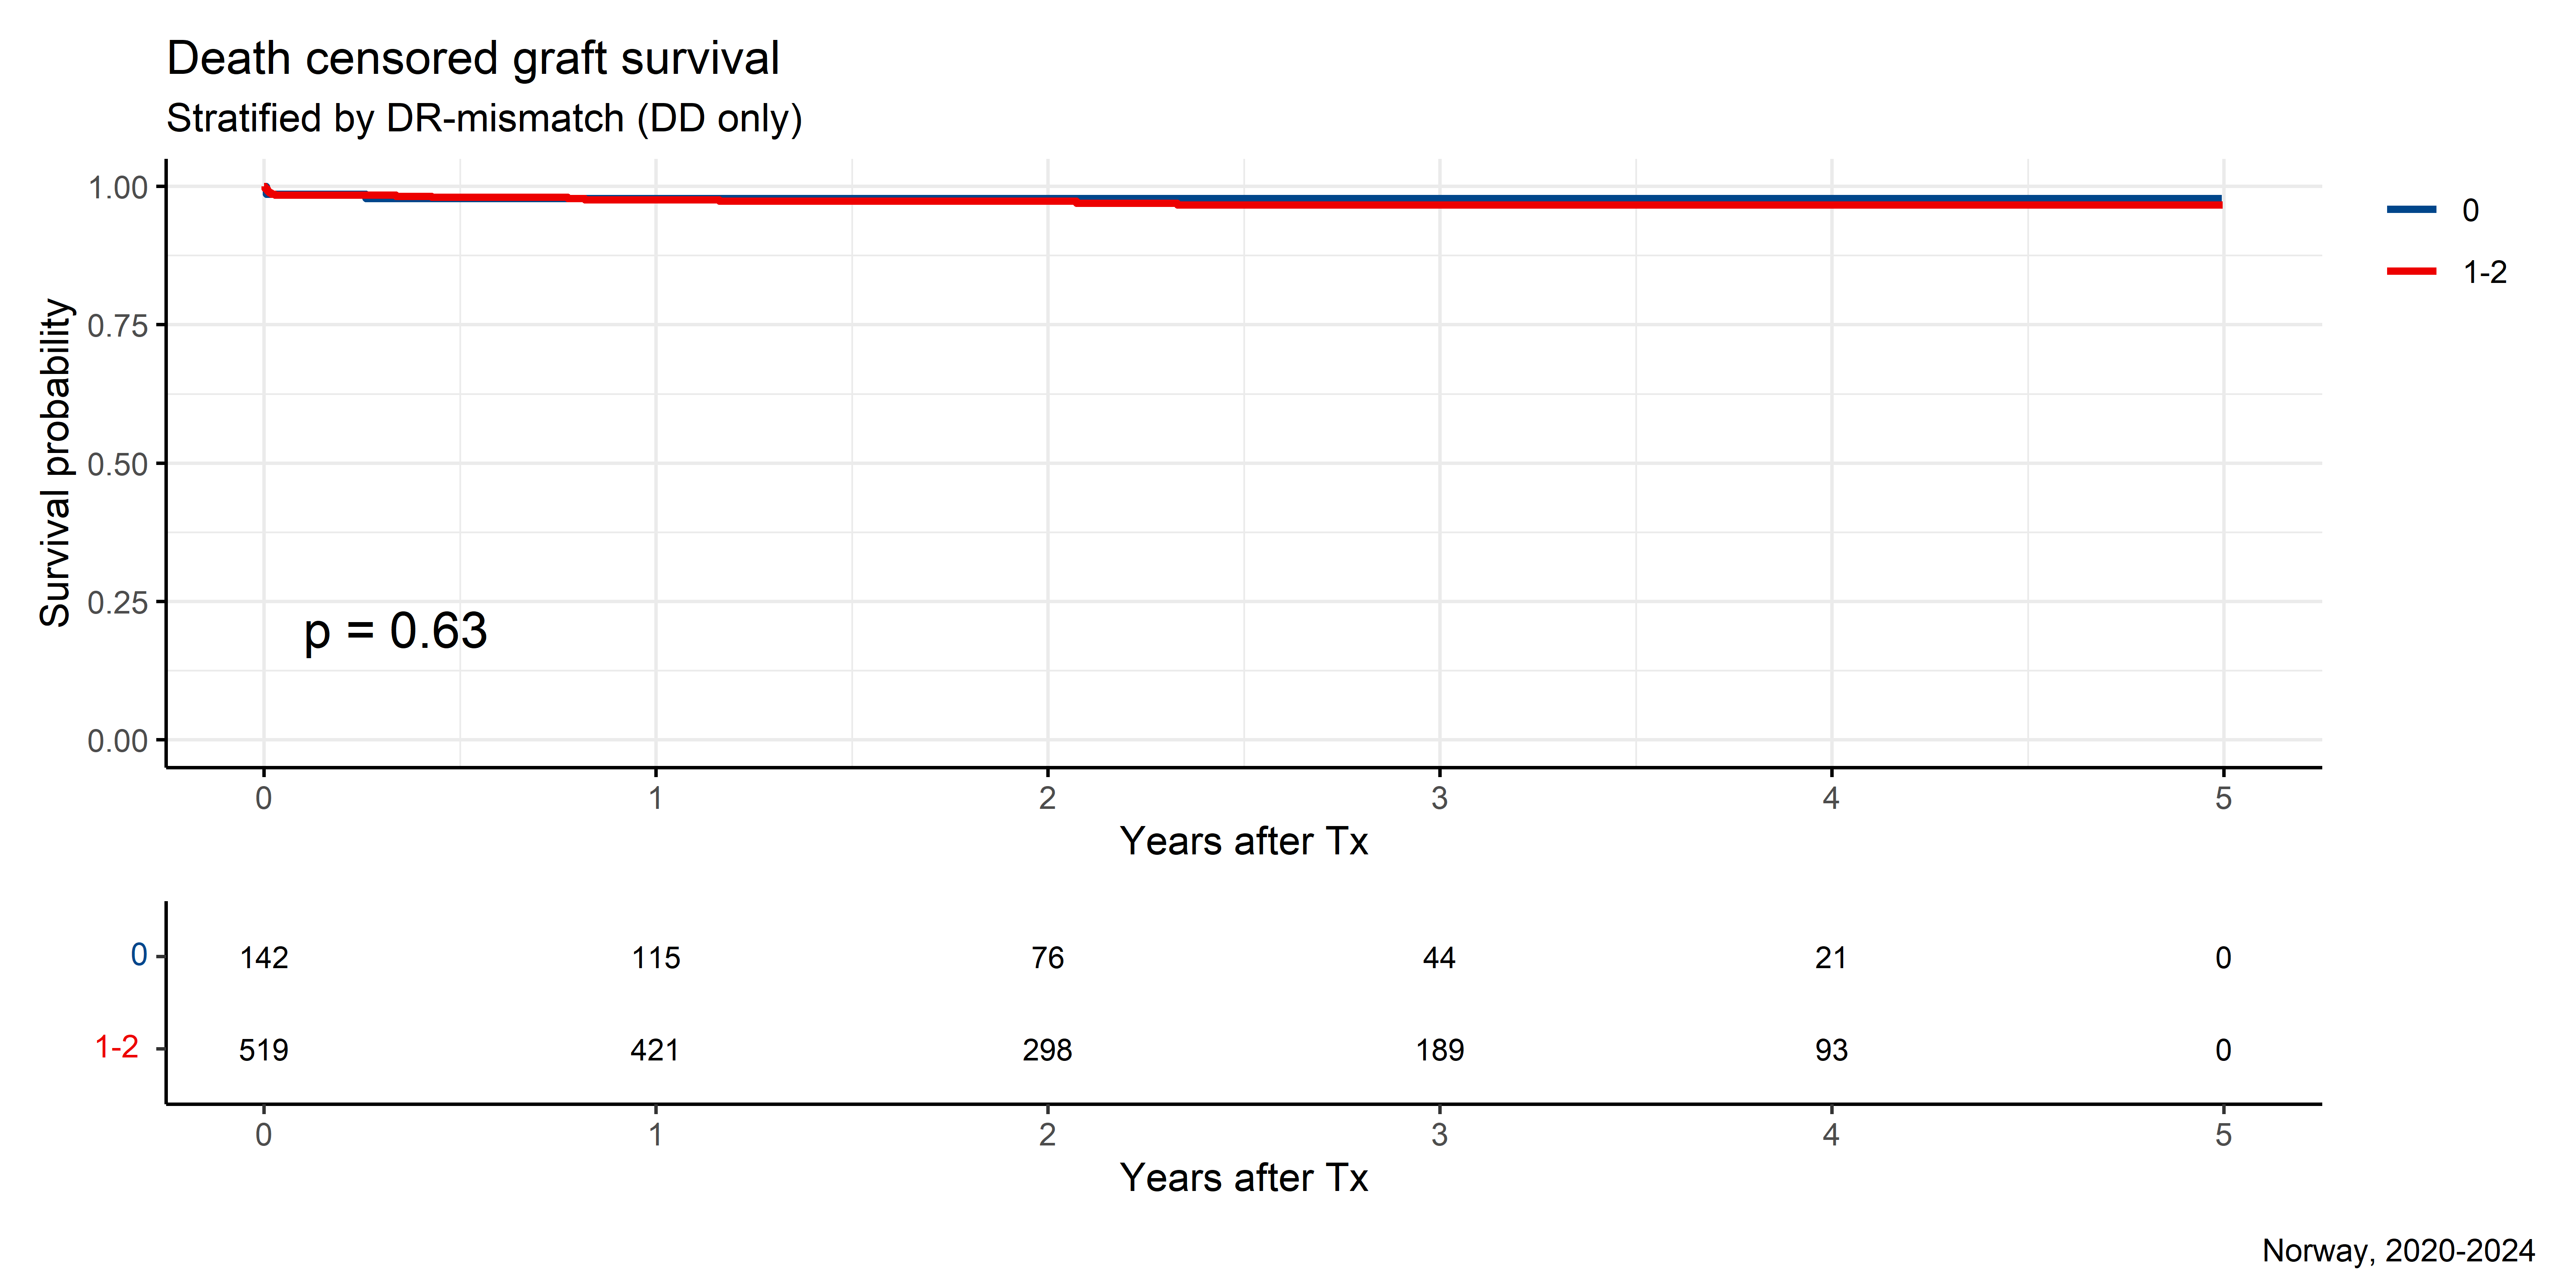 Death censored graft survival
Stratified by DR-mismatch (DD only)
Survival probability
1.00
0.75
0.50
0.25
0.00
p = 0.63
0
1-2
0 1 2 3 4 5
Years after Tx
0 142 115 76 44 21 0
1-2 519 421 298 189 93 0
0 1 2 3 4 5
Years after Tx
Norway, 2020-2024